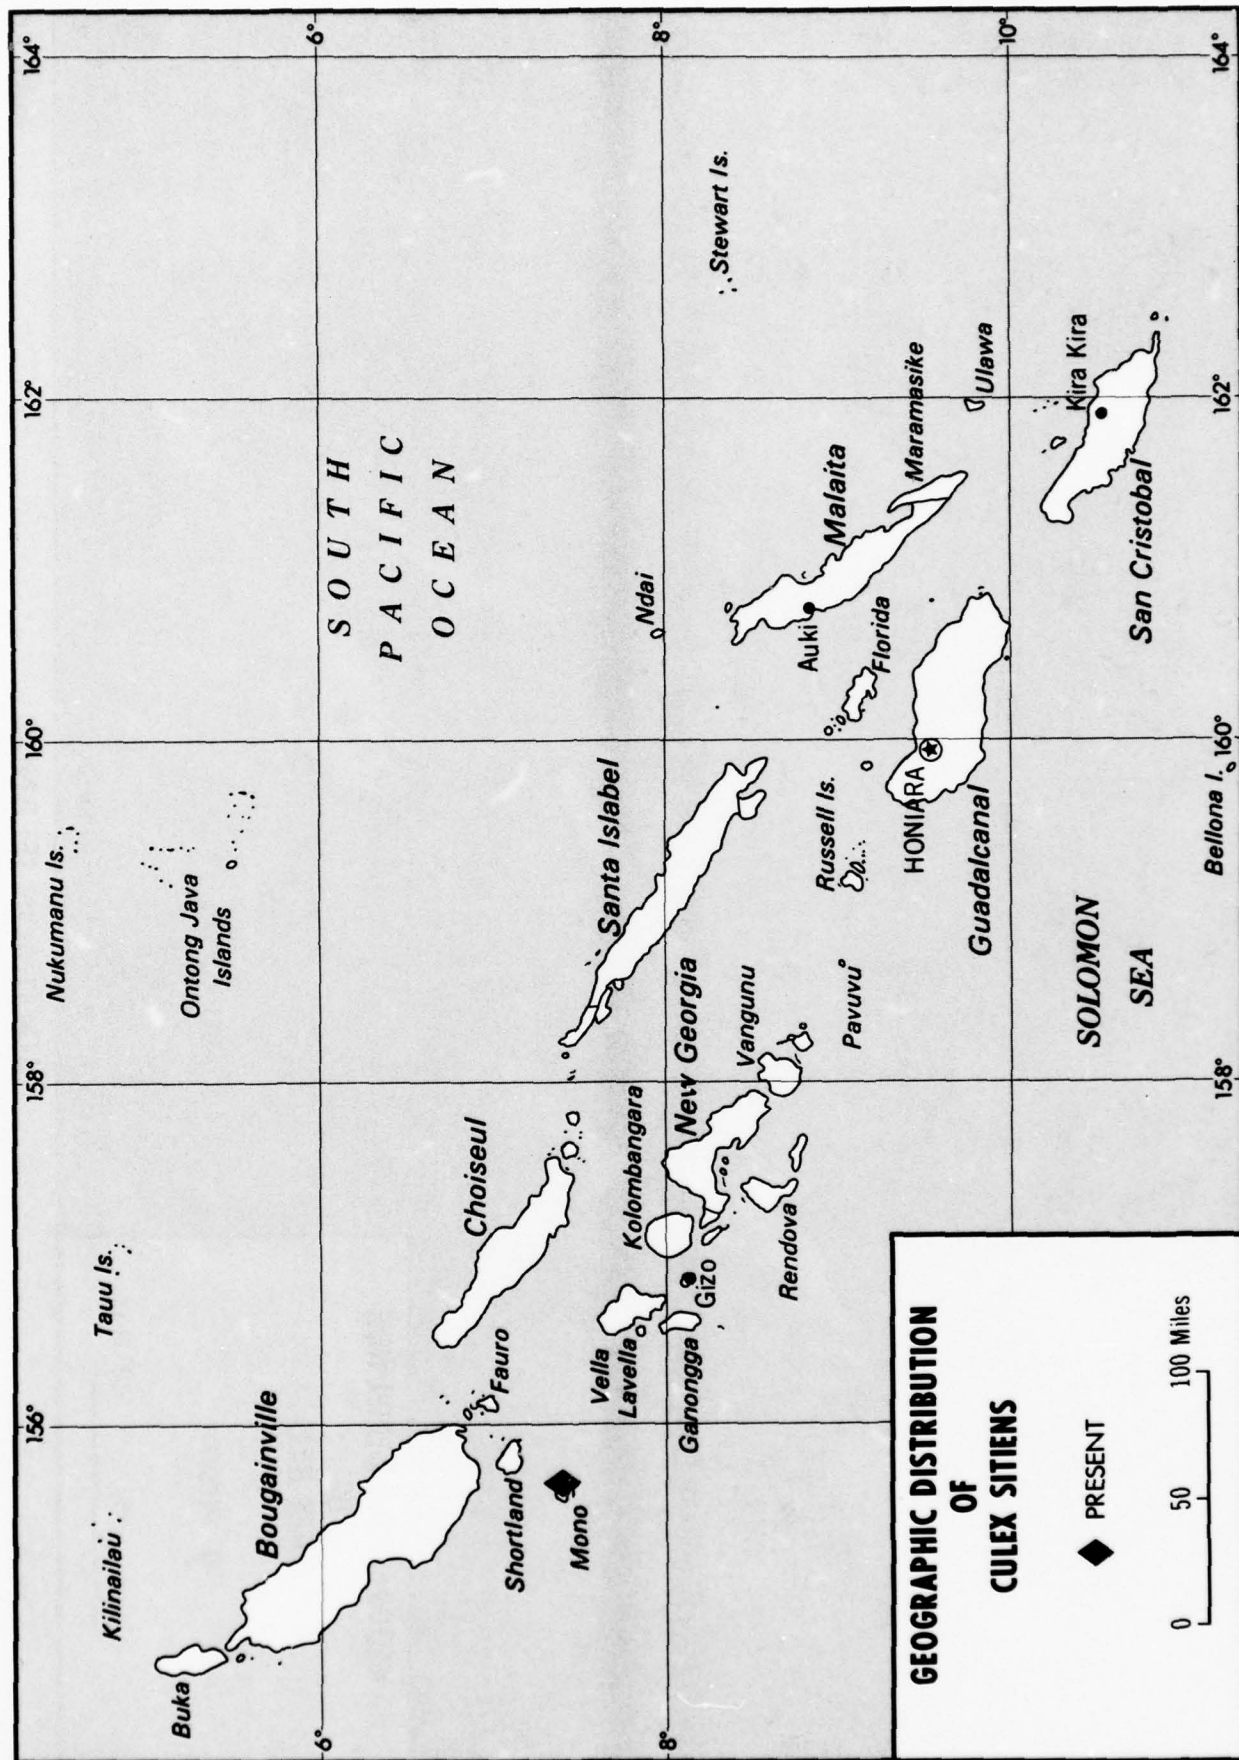 156°
158°
160°
162°
164°
Nukumanu Is.
Kilinailau
Tauu Is.
Ontong Java
Islands
Buka
6°
6°
Bougainville
SOUTH
PACIFIC
OCEAN
Choiseul
Fauro
Shortland
Mono
Santa Islabel
Ndai
Vella
Lavella
Kolombangara
8°
8°
New Georgia
Ganongga
Gizo
Stewart Is.
Vangunu
Rendova
Malaita
Auki
Russell Is.
Pavuvu
Florida
Maramasike
HONIARA
Ulawa
Guadalcanal
10°
Kira Kira
SOLOMON
SEA
San Cristobal
Bellona I.
GEOGRAPHIC DISTRIBUTION
OF
CULEX SITIENS
PRESENT
0 50 100 Miles
158°
160°
162°
164°